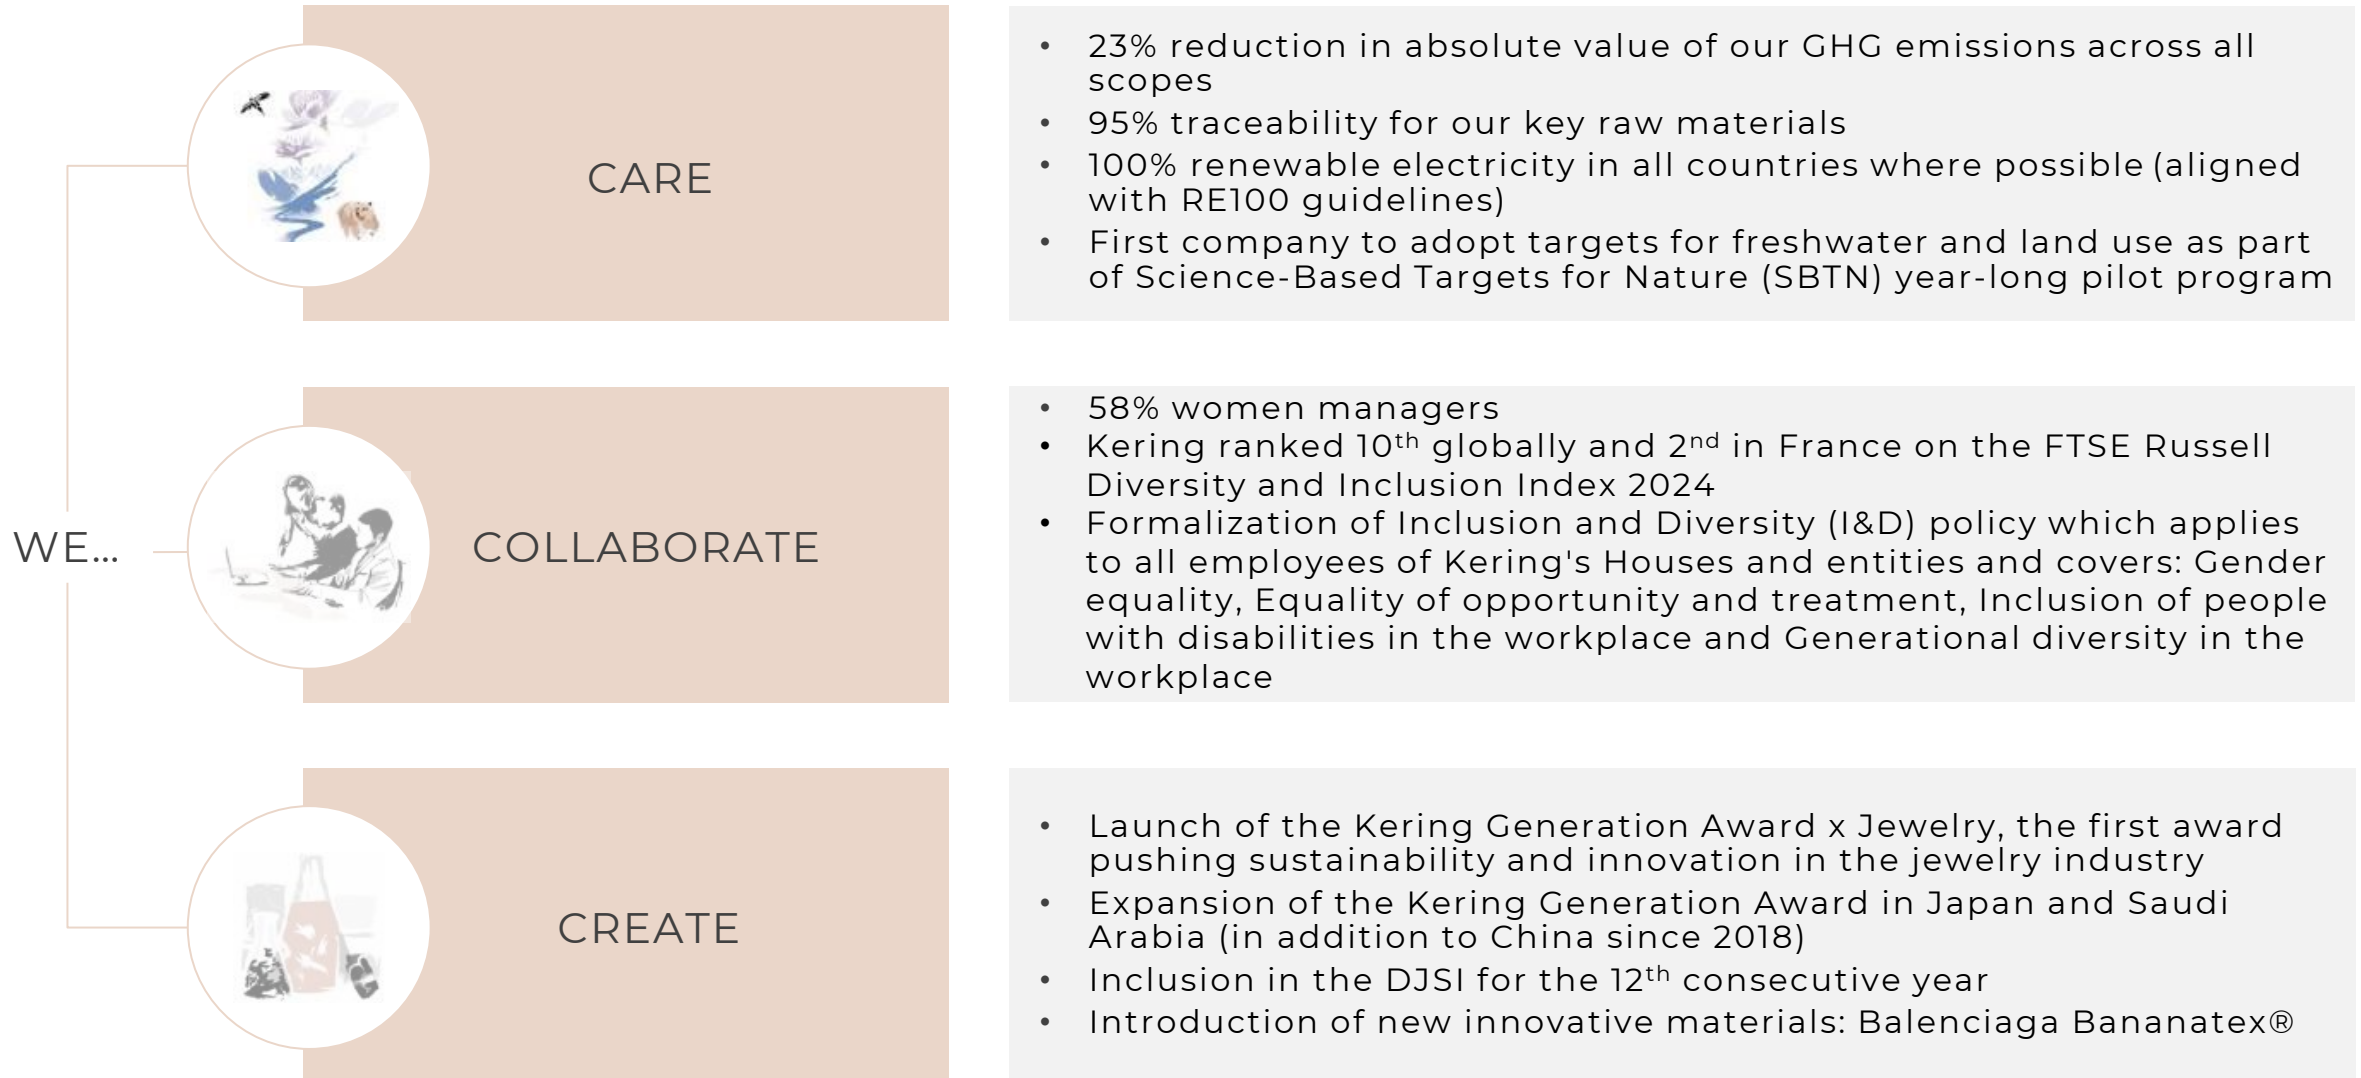 WE...
CARE
• 23% reduction in absolute value of our GHG emissions across all
scopes
• 95% traceability for our key raw materials
• 100% renewable electricity in all countries where possible (aligned
with RE100 guidelines)
• First company to adopt targets for freshwater and land use as part
of Science-Based Targets for Nature (SBTN) year-long pilot program
COLLABORATE
• 58% women managers
• Kering ranked 10th globally and 2nd in France on the FTSE Russell
Diversity and Inclusion Index 2024
• Formalization of Inclusion and Diversity (I&D) policy which applies
to all employees of Kering's Houses and entities and covers: Gender
equality, Equality of opportunity and treatment, Inclusion of people
with disabilities in the workplace and Generational diversity in the
workplace
CREATE
• Launch of the Kering Generation Award x Jewelry, the first award
pushing sustainability and innovation in the jewelry industry
• Expansion of the Kering Generation Award in Japan and Saudi
Arabia (in addition to China since 2018)
• Inclusion in the DJSI for the 12th consecutive year
• Introduction of new innovative materials: Balenciaga Bananatex®